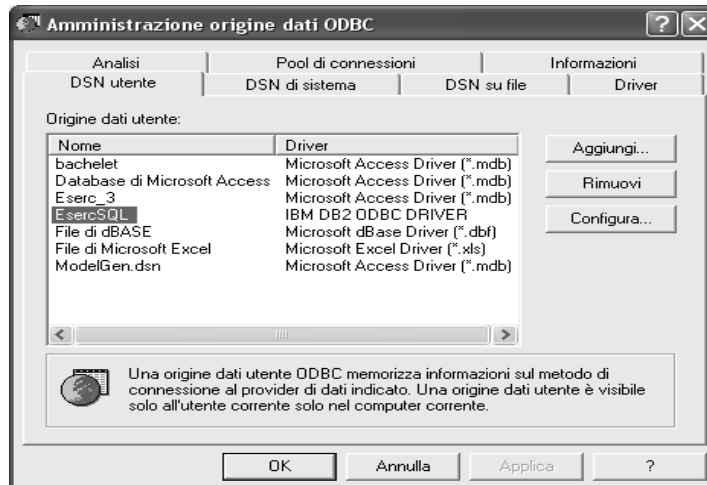 Amministrazione origine dati ODBC
Analisi Pool di connessioni Informazioni
DSN utente DSN di sistema DSN su file Driver
Origine dati utente:
Nome Driver
bachelet Microsoft Access Driver (*.mdb)
Database di Microsoft Access Microsoft Access Driver (*.mdb)
Eserc_3 Microsoft Access Driver (*.mdb)
EsercSQL IBM DB2 ODBC DRIVER
File di dBASE Microsoft dBase Driver (*.dbf)
File di Microsoft Excel Microsoft Excel Driver (*.xls)
ModelGen.dsn Microsoft Access Driver (*.mdb)
Aggiungi...
Rimuovi
Configura...
Una origine dati utente ODBC memorizza informazioni sul metodo di
connessione al provider di dati indicato. Una origine dati utente è visibile
solo all'utente corrente solo nel computer corrente.
OK Annulla Applica ?